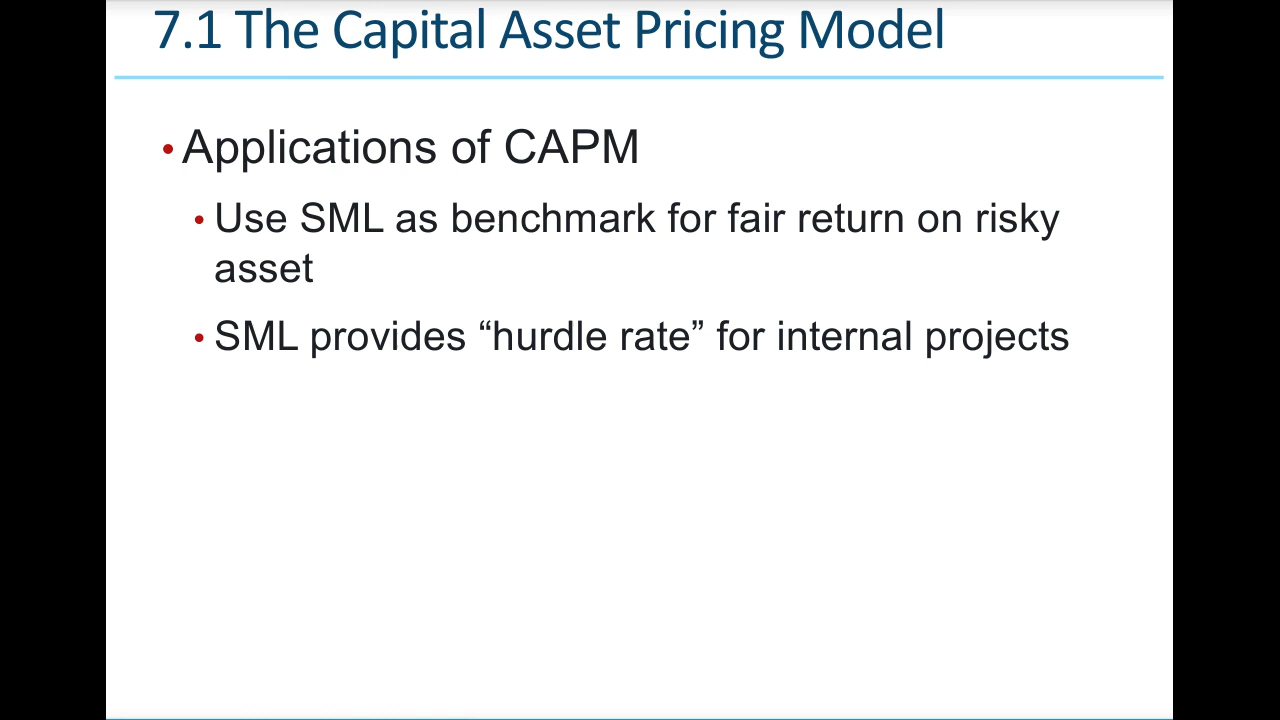 7.1 The Capital Asset Pricing Model
• Applications of CAPM
• Use SML as benchmark for fair return on risky
asset
• SML provides “hurdle rate” for internal projects